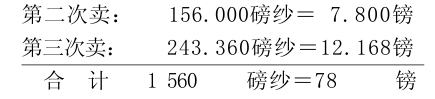 第二次卖： 156.000磅纱＝ 7.800镑
第三次卖： 243.360磅纱＝12.168镑
合 计 1 560 磅纱＝78 镑